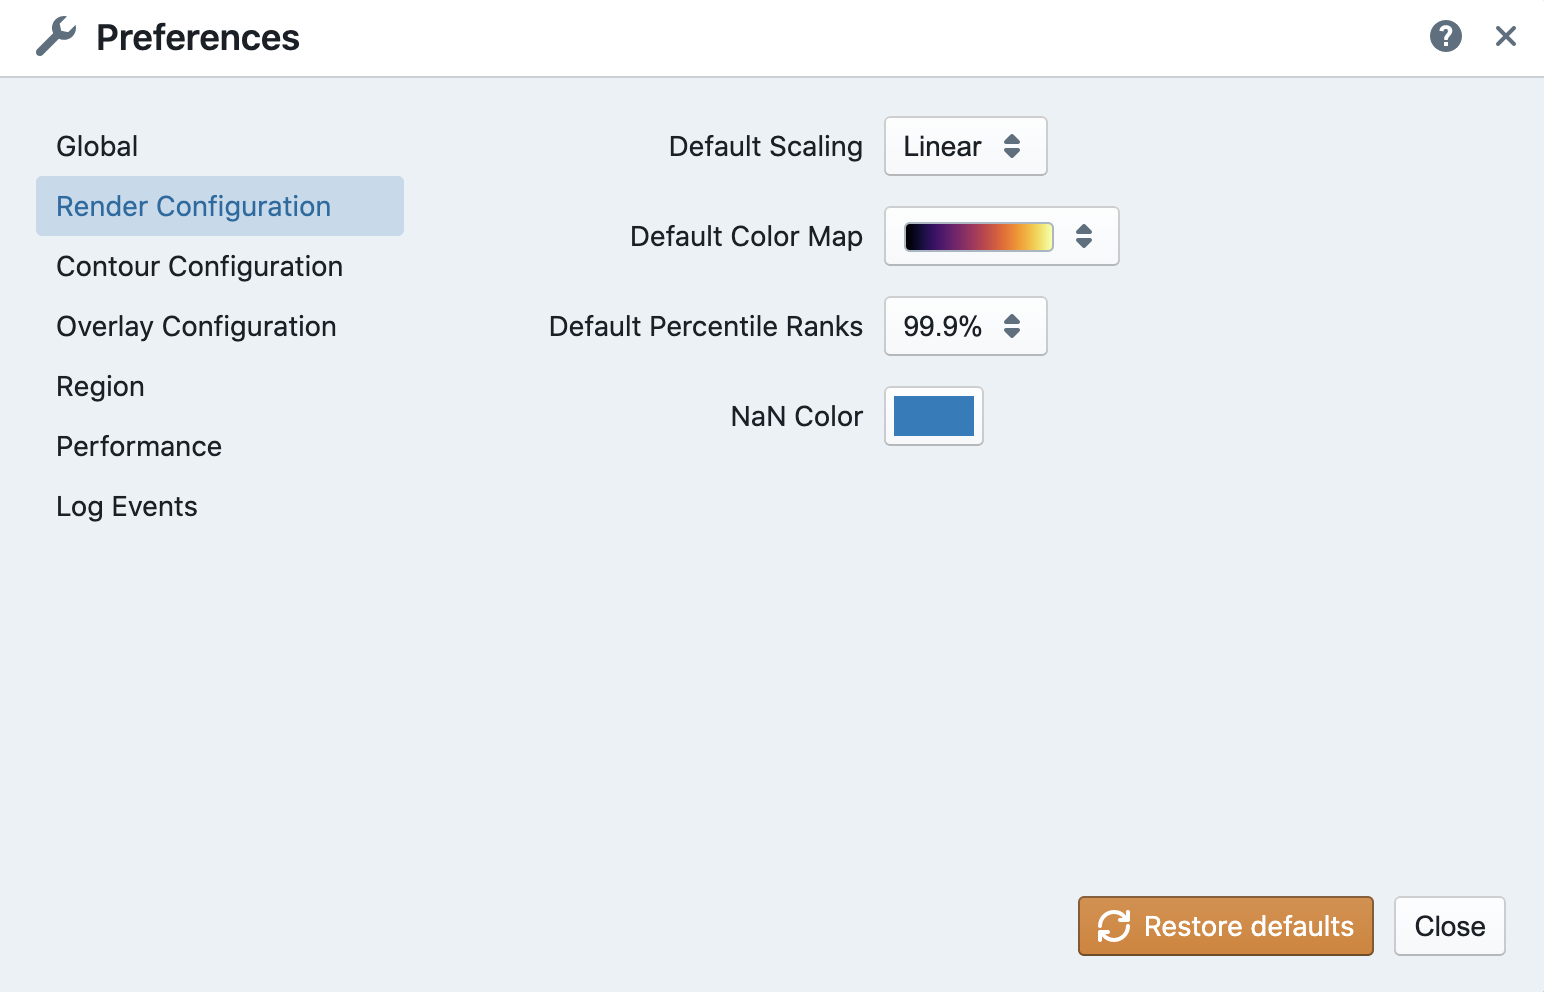 Preferences
Global
Render Configuration
Contour Configuration
Overlay Configuration
Region
Performance
Log Events
Default Scaling Linear
Default Color Map
Default Percentile Ranks 99.9%
NaN Color
Restore defaults Close